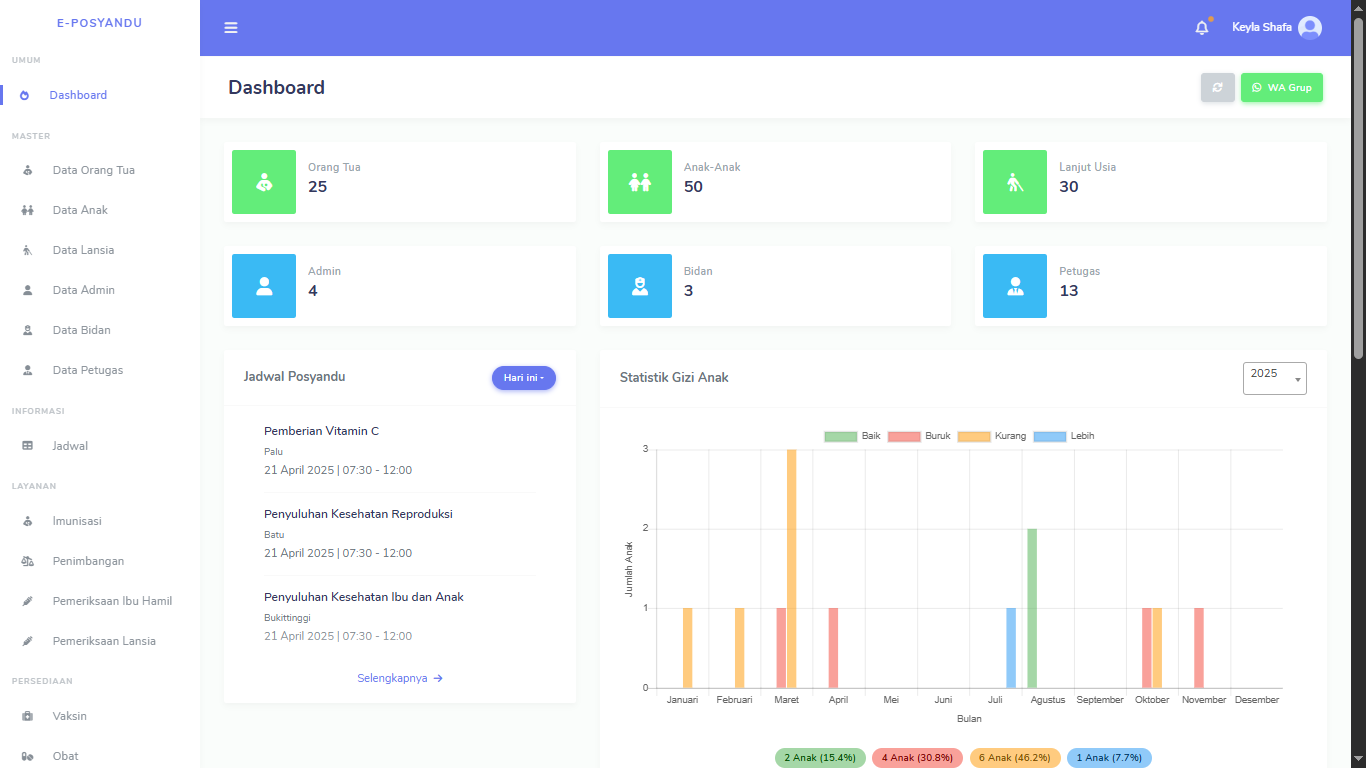 E-POSYANDU
UMUM
Dashboard
MASTER
Data Orang Tua
Data Anak
Data Lansia
Data Admin
Data Bidan
Data Petugas
INFORMASI
Jadwal
LAYANAN
Imunisasi
Penimbangan
Pemeriksaan Ibu Hamil
Pemeriksaan Lansia
PERSEDIAAN
Vaksin
Obat
Keyla Shafa
Dashboard
WA Grup
Orang Tua
25
Anak-Anak
50
Lanjut Usia
30
Admin
4
Bidan
3
Petugas
13
Jadwal Posyandu
Hari ini
Pemberian Vitamin C
Palu
21 April 2025 | 07:30 - 12:00
Penyuluhan Kesehatan Reproduksi
Batu
21 April 2025 | 07:30 - 12:00
Penyuluhan Kesehatan Ibu dan Anak
Bukittinggi
21 April 2025 | 07:30 - 12:00
Selengkapnya →
Statistik Gizi Anak
2025
Baik Buruk Kurang Lebih
3
2
1
0
Jumlah Anak
Januari Februari Maret April Mei Juni Juli Agustus September Oktober November Desember
Bulan
2 Anak (15.4%) 4 Anak (30.8%) 6 Anak (46.2%) 1 Anak (7.7%)